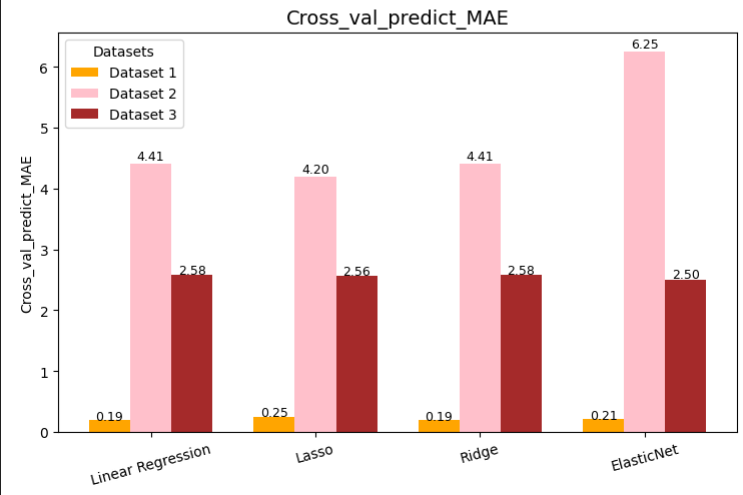 Cross_val_predict_MAE
Datasets
Dataset 1
Dataset 2
Dataset 3
Cross_val_predict_MAE
6
5
4
3
2
1
0
0.19
4.41
2.58
0.25
4.20
2.56
0.19
4.41
2.58
0.21
6.25
2.50
Linear Regression
Lasso
Ridge
ElasticNet